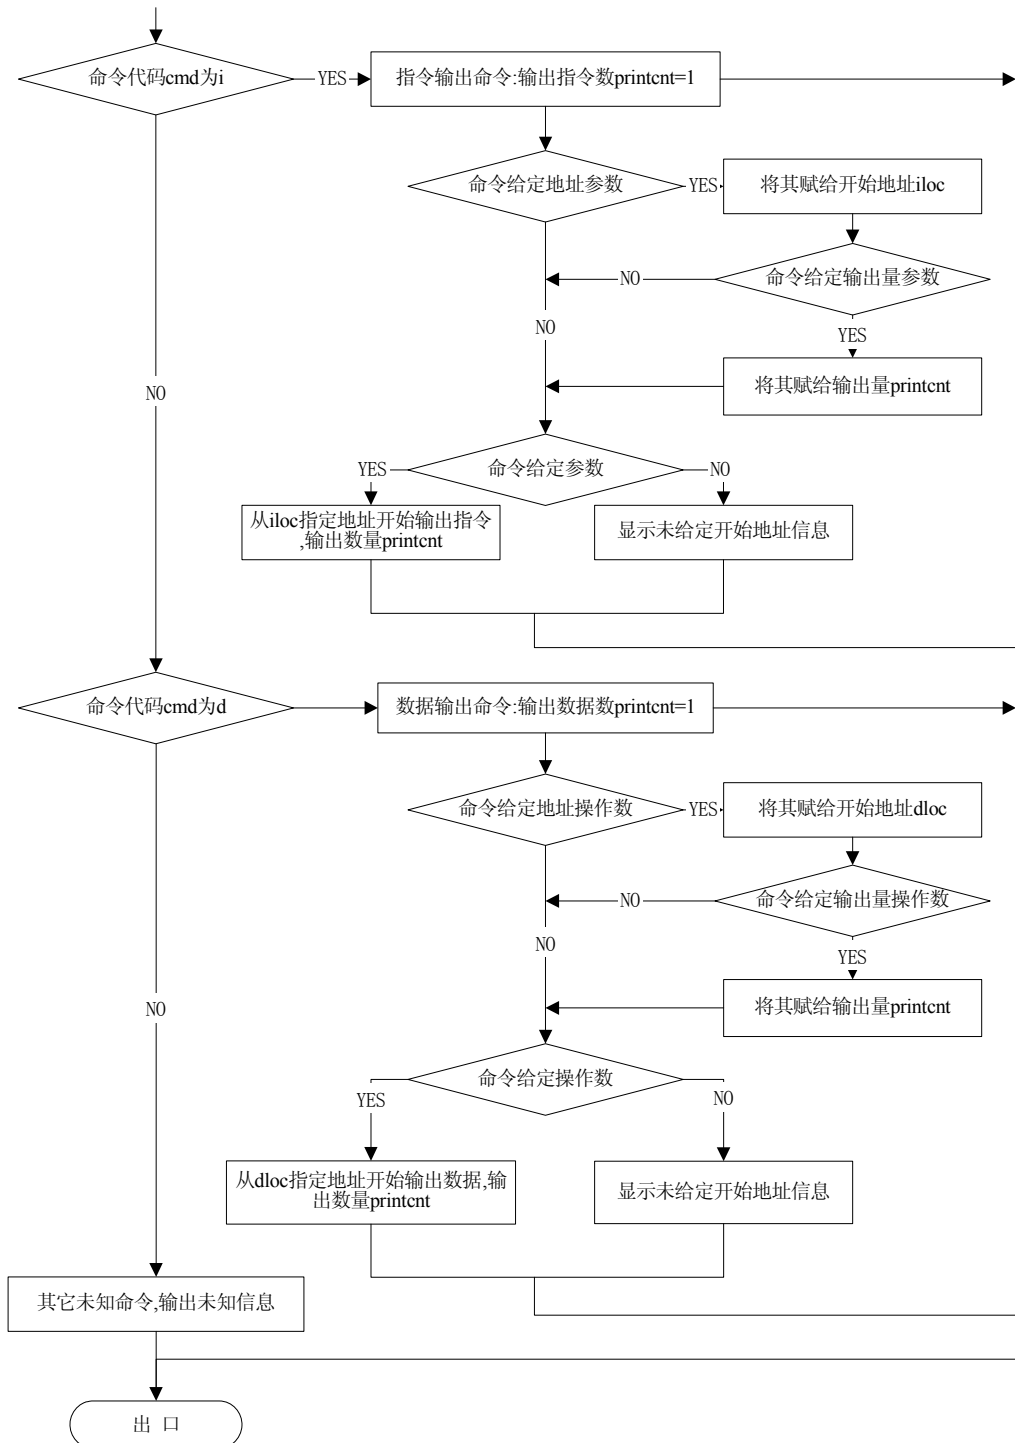 命令代码cmd为i
YES
指令输出命令:输出指令数printcnt=1
命令给定地址参数
YES
将其赋给开始地址iloc
NO
命令给定输出量参数
NO
YES
将其赋给输出量printcnt
NO
命令给定参数
YES
NO
从iloc指定地址开始输出指令
,输出数量printcnt
显示未给定开始地址信息
命令代码cmd为d
数据输出命令:输出数据数printcnt=1
命令给定地址操作数
YES
将其赋给开始地址dloc
NO
命令给定输出量操作数
NO
YES
将其赋给输出量printcnt
NO
命令给定操作数
YES
NO
从dloc指定地址开始输出数据,输
出数量printcnt
显示未给定开始地址信息
其它未知命令,输出未知信息
出 口